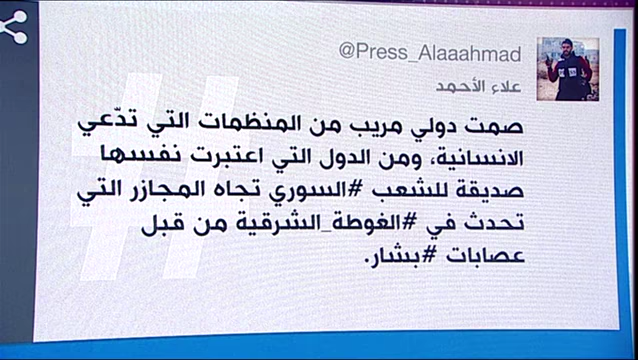 @Press_Alaaahmad
علاء الأحمد
صمت دولي مريب من المنظمات التي تدّعي
الانسانية، ومن الدول التي اعتبرت نفسها
صديقة للشعب #السوري تجاه المجازر التي
تحدث في #الغوطة_الشرقية من قبل
عصابات #بشار.